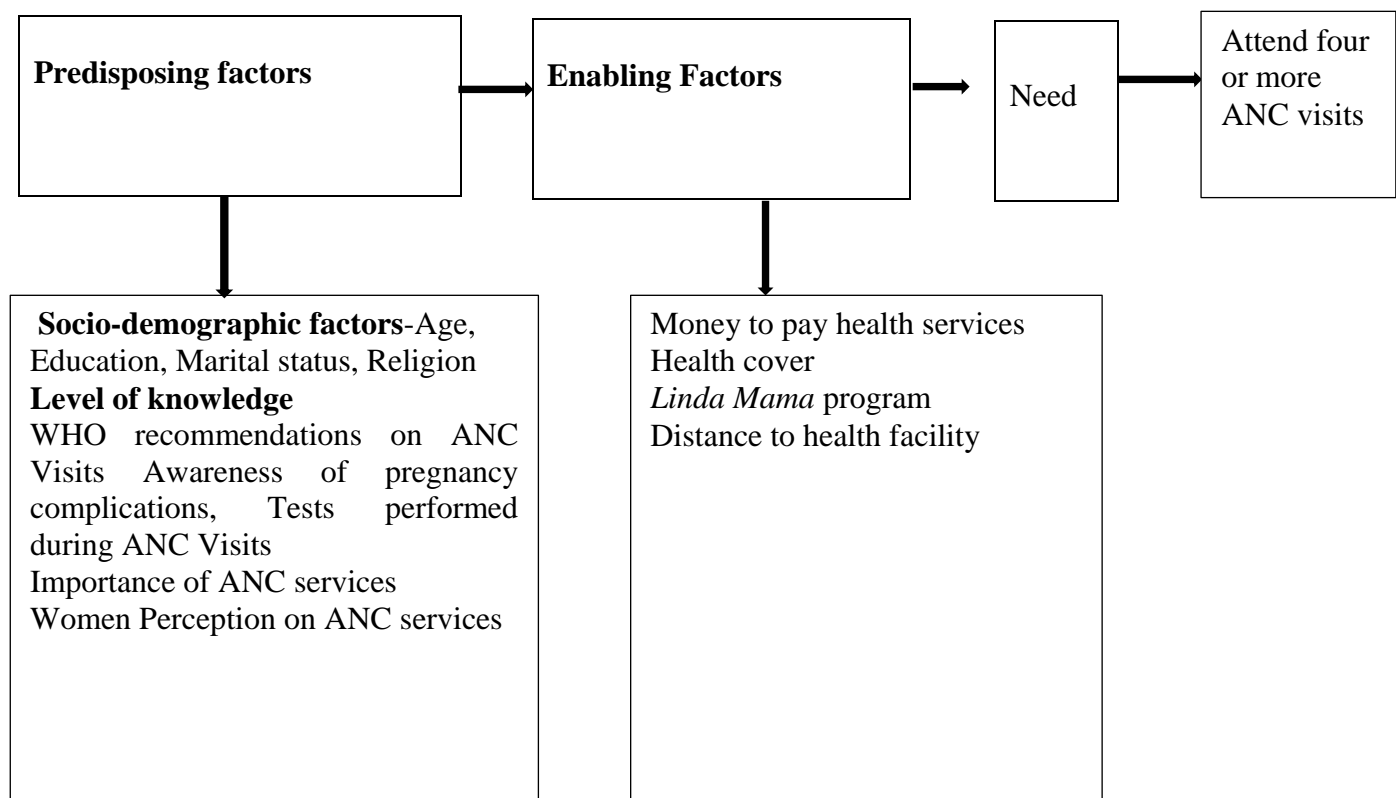 Predisposing factors
Enabling Factors
Need
Attend four
or more
ANC visits
Socio-demographic factors-Age,
Education, Marital status, Religion
Level of knowledge
WHO recommendations on ANC
Visits Awareness of pregnancy
complications, Tests performed
during ANC Visits
Importance of ANC services
Women Perception on ANC services
Money to pay health services
Health cover
Linda Mama program
Distance to health facility